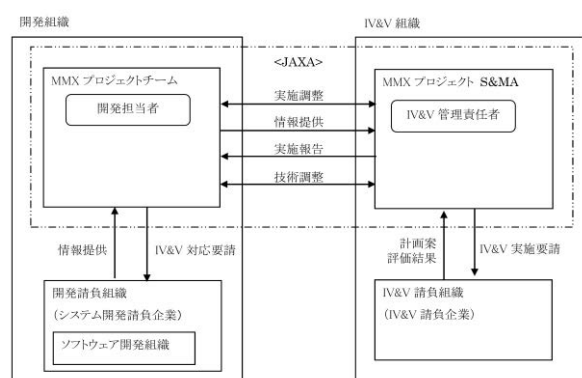 開発組織
IV&V 組織
<JAXA>
MMX プロジェクトチーム
開発担当者
実施調整
情報提供
実施報告
技術調整
MMX プロジェクト S&MA
IV&V 管理責任者
情報提供
IV&V 対応要請
計画案
評価結果
IV&V 実施要請
開発請負組織
（システム開発請負企業）
ソフトウェア開発組織
IV&V 請負組織
（IV&V 請負企業）